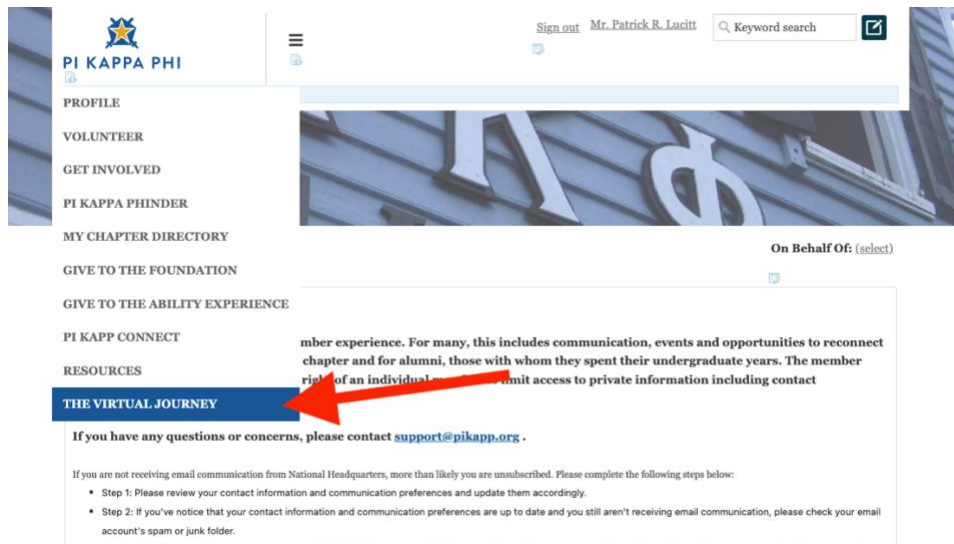 Sign out Mr. Patrick R. Lucitt Keyword search
PI KAPPA PHI
PROFILE
VOLUNTEER
GET INVOLVED
PI KAPPA PHINDER
MY CHAPTER DIRECTORY
On Behalf Of: (select)
GIVE TO THE FOUNDATION
GIVE TO THE ABILITY EXPERIENCE
PI KAPP CONNECT
mber experience. For many, this includes communication, events and opportunities to reconnect
chapter and for alumni, those with whom they spent their undergraduate years. The member
RESOURCES
of an individual limit access to private information including contact
THE VIRTUAL JOURNEY
If you have any questions or concerns, please contact support@pikapp.org .
If you are not receiving email communication from National Headquarters, more than likely you are unsubscribed. Please complete the following steps below:
• Step 1: Please review your contact information and communication preferences and update them accordingly.
• Step 2: If you've notice that your contact information and communication preferences are up to date and you still aren't receiving email communication, please check your email
account's spam or junk folder.